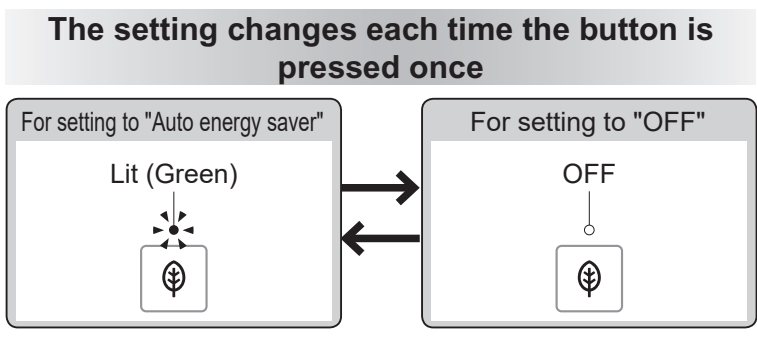 The setting changes each time the button is
pressed once
For setting to "Auto energy saver"
Lit (Green)
For setting to "OFF"
OFF